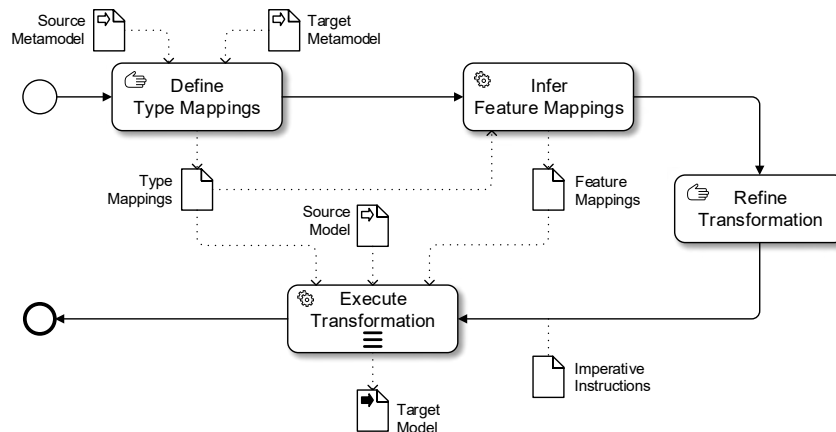 Source
Metamodel
Target
Metamodel
Define
Type Mappings
Infer
Feature Mappings
Type
Mappings
Feature
Mappings
Refine
Transformation
Source
Model
Execute
Transformation
Imperative
Instructions
Target
Model